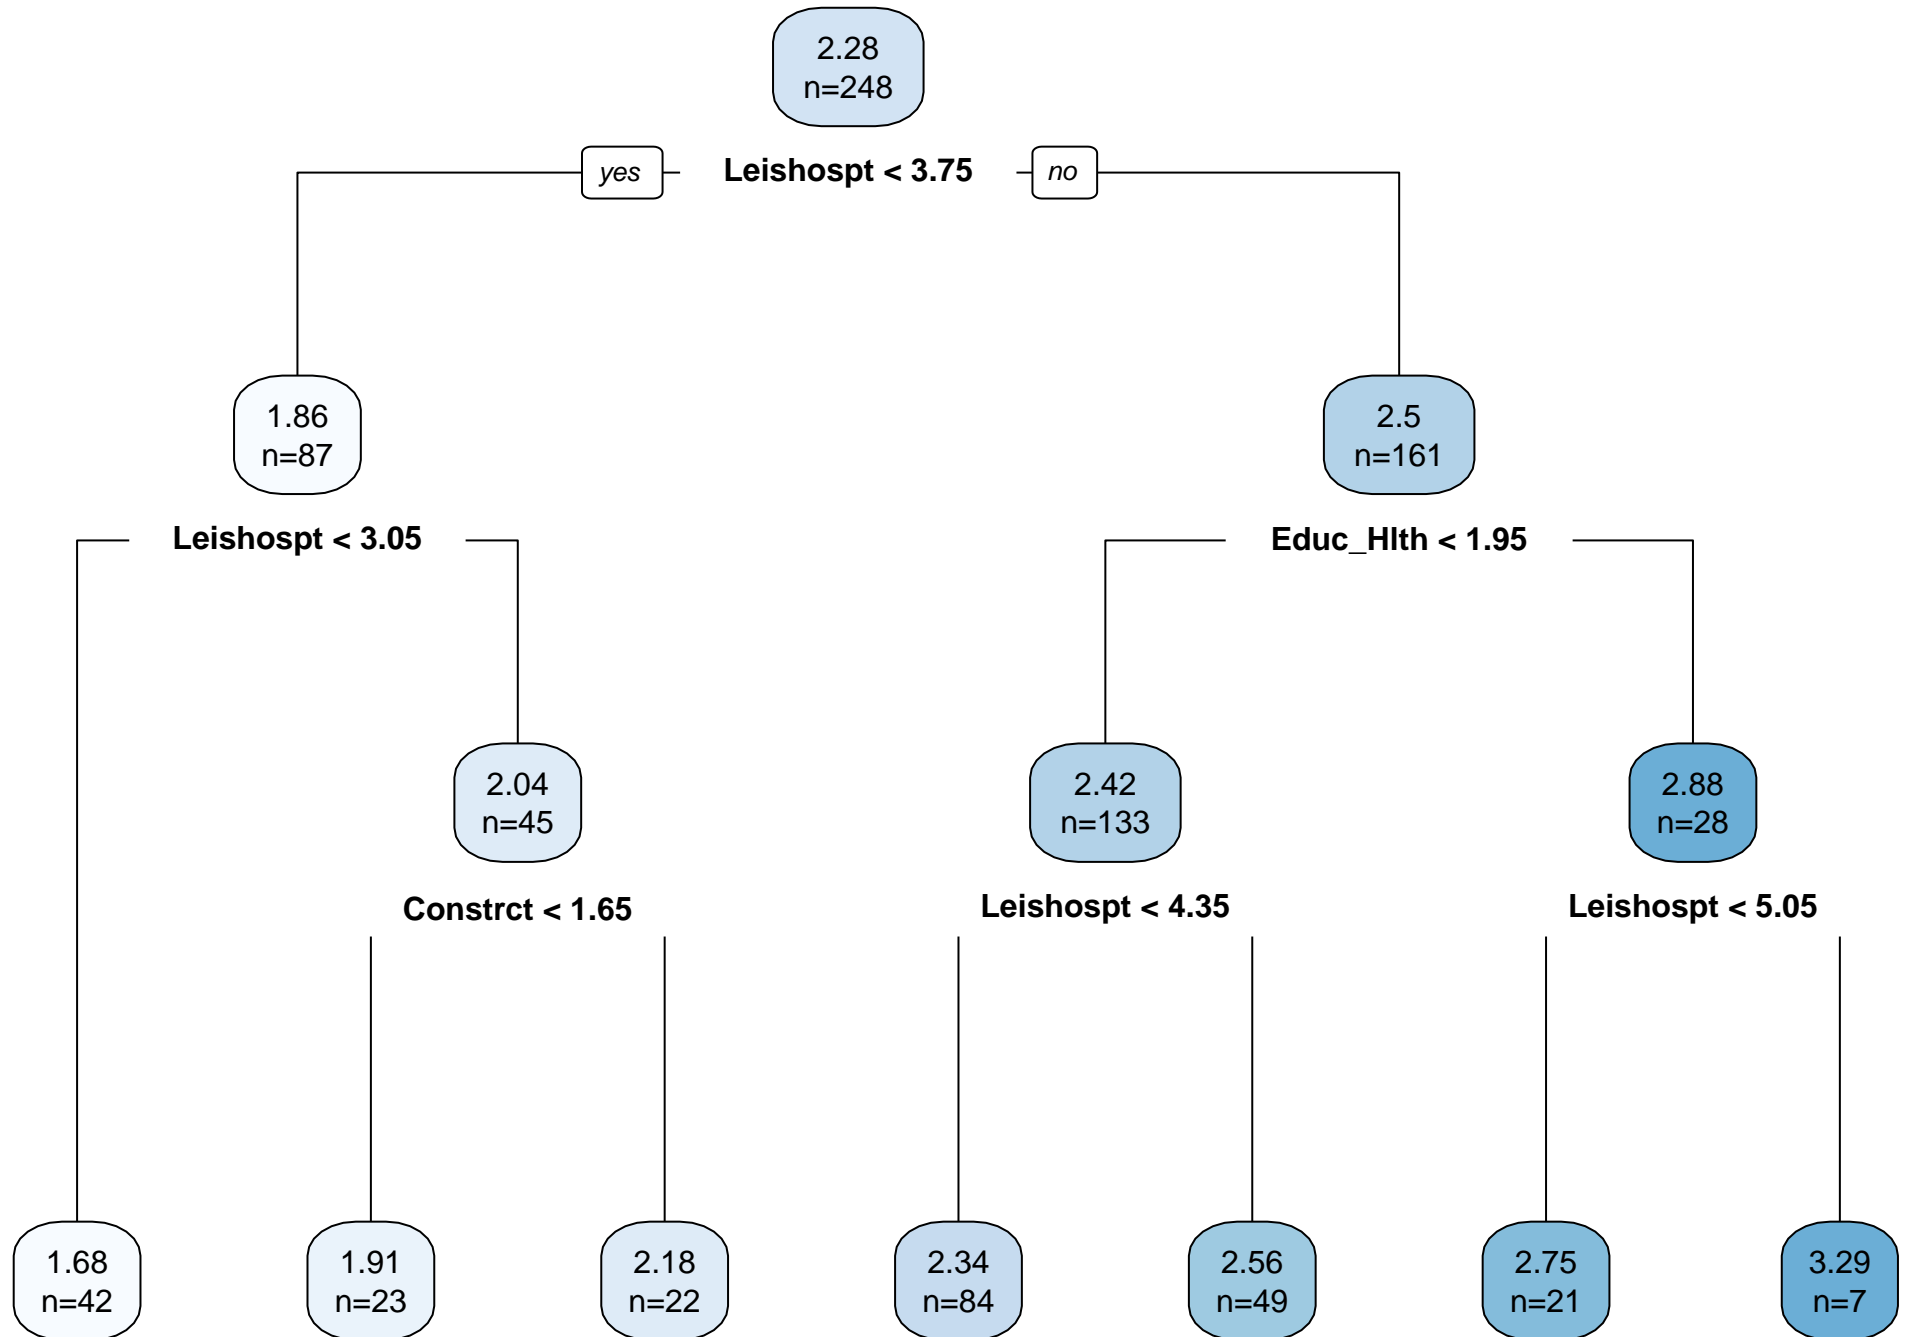 2.28
n=248
yes
Leishospt < 3.75
no
1.86
n=87
2.5
n=161
Leishospt < 3.05
Educ_Hlth < 1.95
2.04
n=45
2.42
n=133
2.88
n=28
Constrct < 1.65
Leishospt < 4.35
Leishospt < 5.05
1.68
n=42
1.91
n=23
2.18
n=22
2.34
n=84
2.56
n=49
2.75
n=21
3.29
n=7